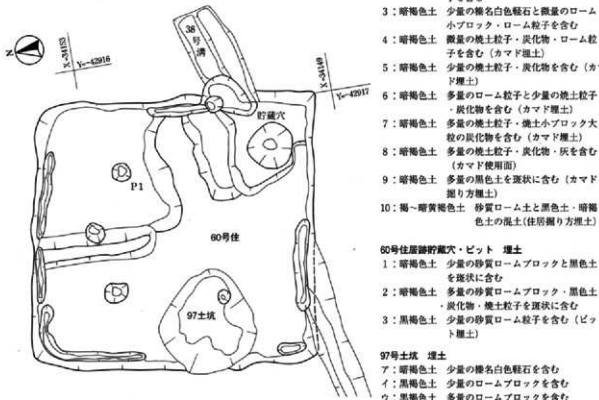 N
X=-34153
Y=-42916
38号溝
X=-34149
Y=-42917
貯蔵穴
P1
60号住
97土坑
3：暗褐色土　少量の榛名白色軽石と微量のローム
小ブロック・ローム粒子を含む
4：暗褐色土　微量の焼土粒子・炭化物・ローム粒
子を含む（カマド埋土）
5：暗褐色土　少量の焼土粒子・炭化物を含む（カマ
ド埋土）
6：暗褐色土　多量のローム粒子と少量の焼土粒子
・炭化物を含む（カマド埋土）
7：暗褐色土　多量の焼土粒子・焼土小ブロック大
粒の炭化物を含む（カマド埋土）
8：暗褐色土　多量の焼土粒子・炭化物・灰を含む
（カマド使用面）
9：暗褐色土　多量の黒色土を斑状に含む（カマド
掘り方埋土）
10：褐～暗黄褐色土　砂質ローム土と黒色土・暗褐
色土の混土（住居掘り方埋土）
60号住居跡貯蔵穴・ピット　埋土
1：暗褐色土　少量の砂質ロームブロックと黒色土
を斑状に含む
2：暗褐色土　多量の砂質ロームブロック・黒色土
・炭化物・焼土粒子を斑状に含む
3：黒褐色土　少量の砂質ローム粒子を含む（ピッ
ト埋土）
97号土坑　埋土
ア：暗褐色土　少量の榛名白色軽石を含む
イ：黒褐色土　少量のロームブロックを含む
ウ：黒褐色土　多量のロームブロックを含む